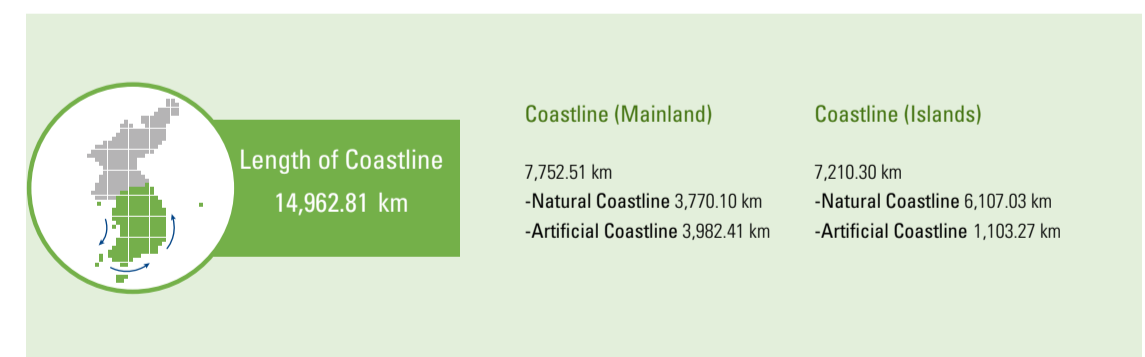 Length of Coastline
14,962.81 km
Coastline (Mainland)
7,752.51 km
-Natural Coastline 3,770.10 km
-Artificial Coastline 3,982.41 km
Coastline (Islands)
7,210.30 km
-Natural Coastline 6,107.03 km
-Artificial Coastline 1,103.27 km